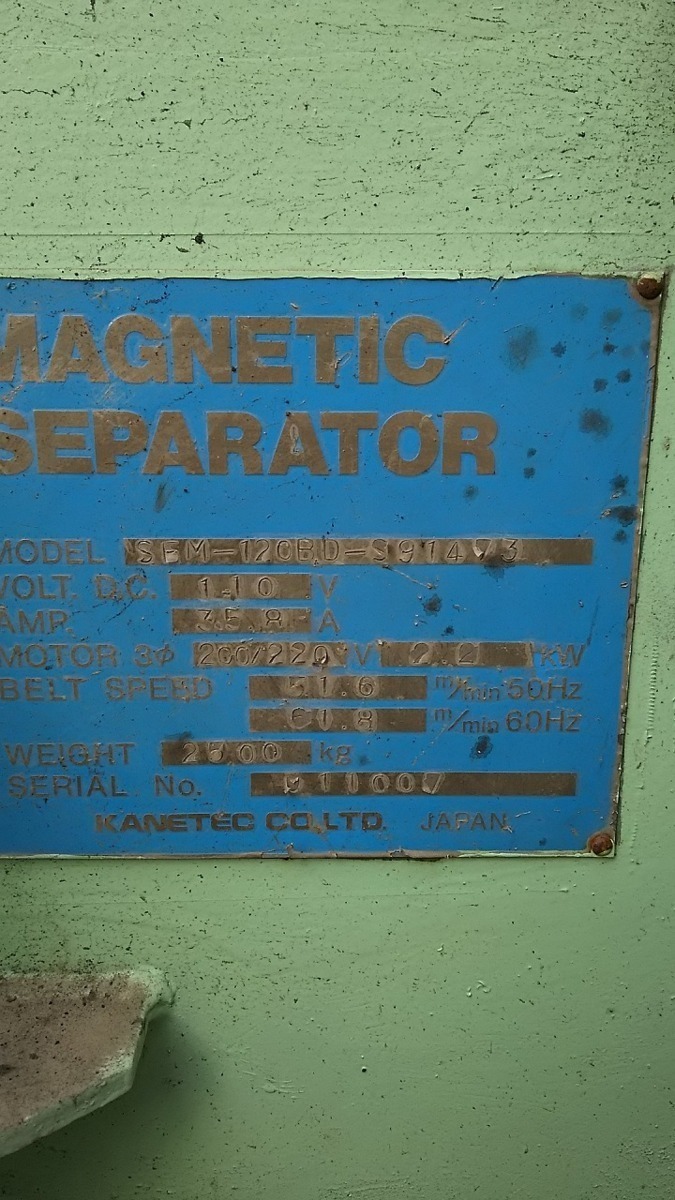 MAGNETIC
SEPARATOR
MODEL SEM-120BD-S91473
VOLT. D.C. 110 V
AMP. 35.8 A
MOTOR 3φ 200/220 V 2.2 kW
BELT SPEED 51.6 m/min 50Hz
61.8 m/min 60Hz
WEIGHT 2500 kg
SERIAL No. 911007
KANETEC CO.,LTD. JAPAN